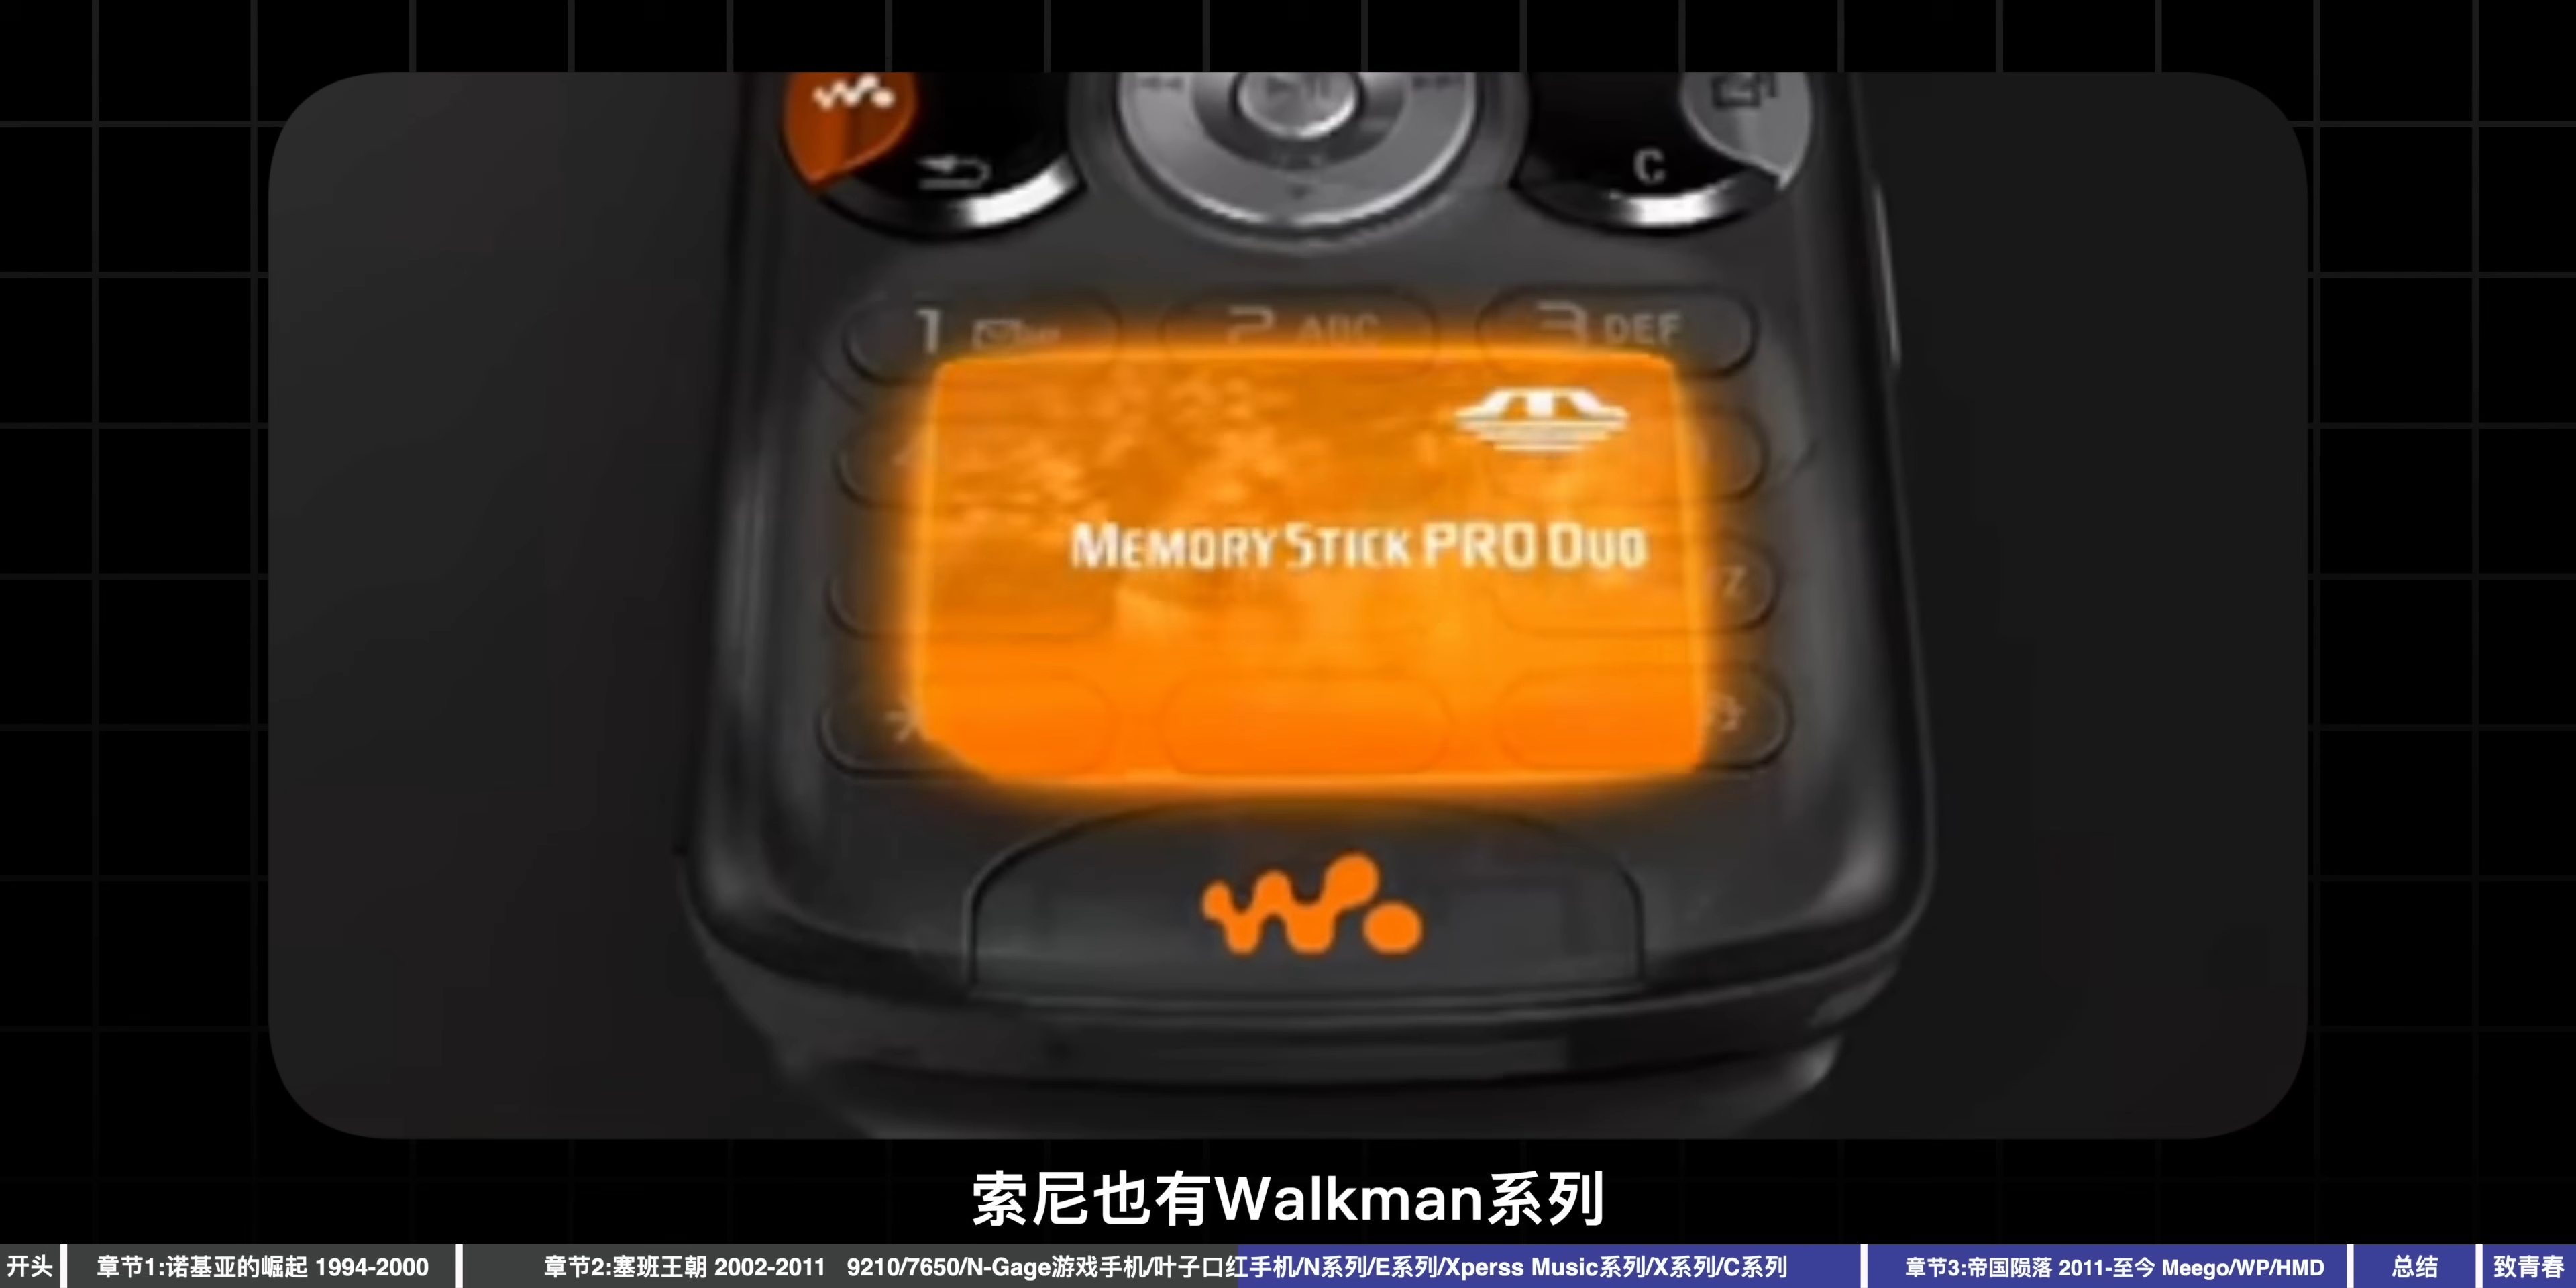 C
1 2 ABC 3 DEF
MEMORY STICK PRO DUO
Z
*
索尼也有Walkman系列
开头 章节1:诺基亚的崛起 1994-2000 章节2:塞班王朝 2002-2011 9210/7650/N-Gage游戏手机/叶子口红手机/N系列/E系列/Xperss Music系列/X系列/C系列 章节3:帝国陨落 2011-至今 Meego/WP/HMD 总结 致青春